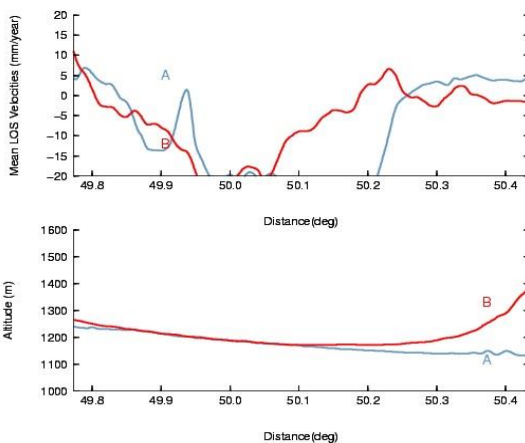 Mean LOS Velocities (mm/year)
20
15
10
5
0
-5
-10
-15
-20
A
B
49.8 49.9 50.0 50.1 50.2 50.3 50.4
Distance(deg)
Altitude (m)
1600
1500
1400
1300
1200
1100
1000
B
A
49.8 49.9 50.0 50.1 50.2 50.3 50.4
Distance(deg)